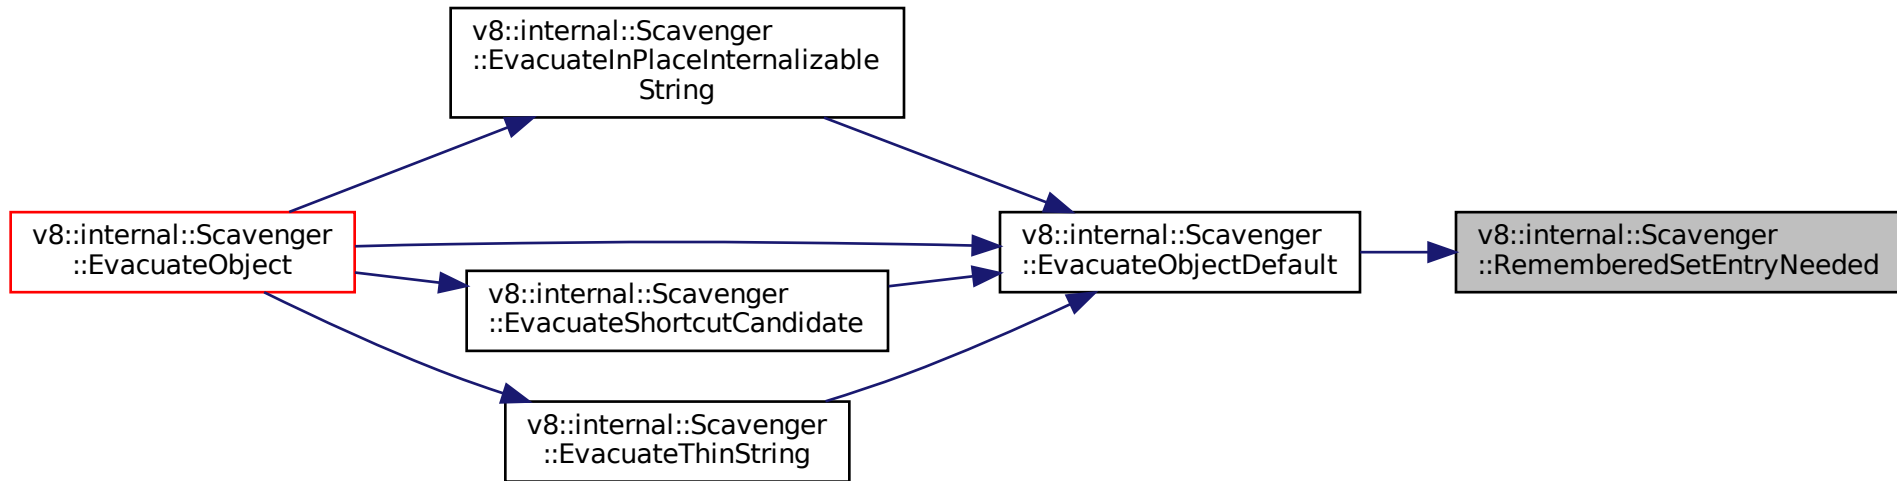 v8::internal::Scavenger
::EvacuateInPlaceInternalizable
String
v8::internal::Scavenger
::EvacuateObject
v8::internal::Scavenger
::EvacuateShortcutCandidate
v8::internal::Scavenger
::EvacuateThinString
v8::internal::Scavenger
::EvacuateObjectDefault
v8::internal::Scavenger
::RememberedSetEntryNeeded